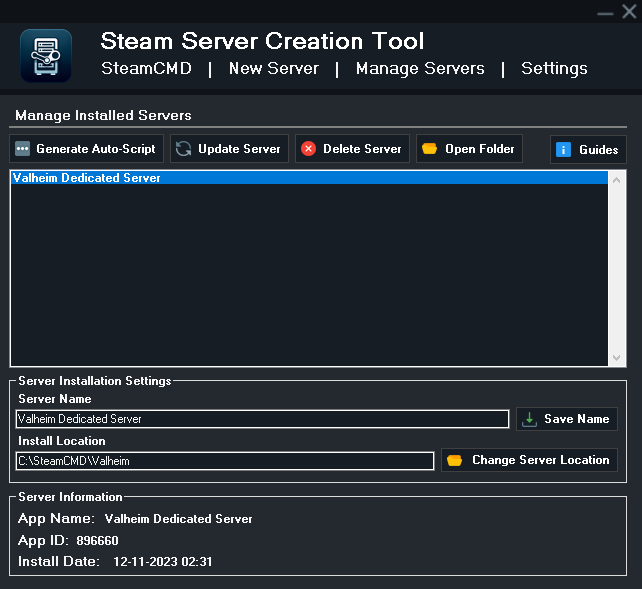 Steam Server Creation Tool
SteamCMD | New Server | Manage Servers | Settings
Manage Installed Servers
Generate Auto-Script Update Server Delete Server Open Folder Guides
Valheim Dedicated Server
Server Installation Settings
Server Name
Valheim Dedicated Server Save Name
Install Location
C:\SteamCMD\Valheim Change Server Location
Server Information
App Name: Valheim Dedicated Server
App ID: 896660
Install Date: 12-11-2023 02:31